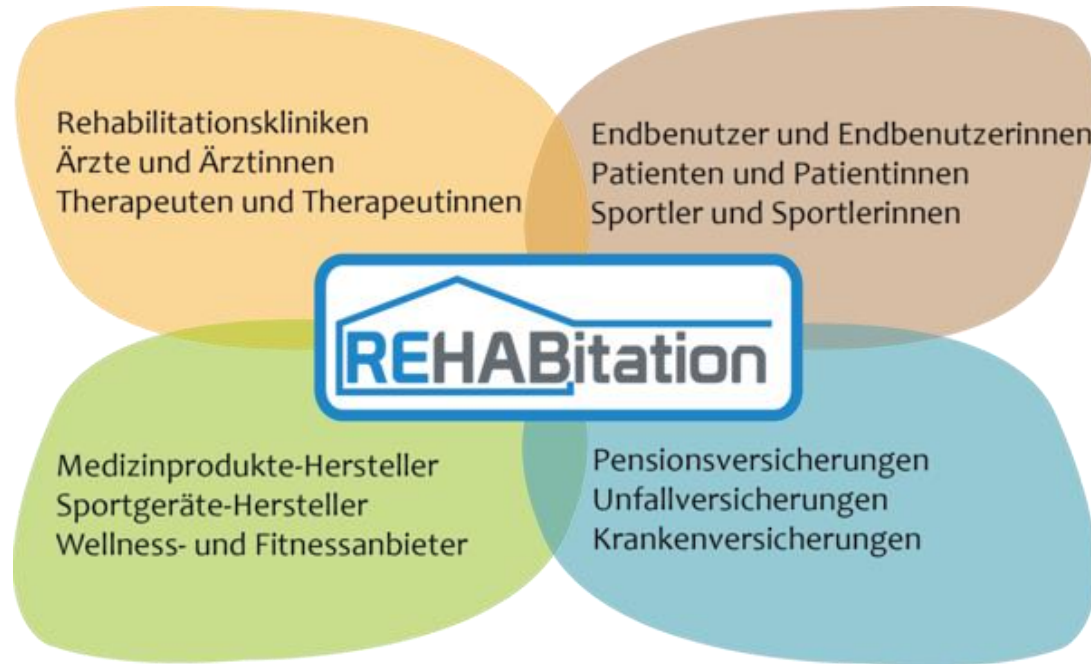 Rehabilitationskliniken
Ärzte und Ärztinnen
Therapeuten und Therapeutinnen
Endbenutzer und Endbenutzerinnen
Patienten und Patientinnen
Sportler und Sportlerinnen
REHABitation
Medizinprodukte-Hersteller
Sportgeräte-Hersteller
Wellness- und Fitnessanbieter
Pensionsversicherungen
Unfallversicherungen
Krankenversicherungen